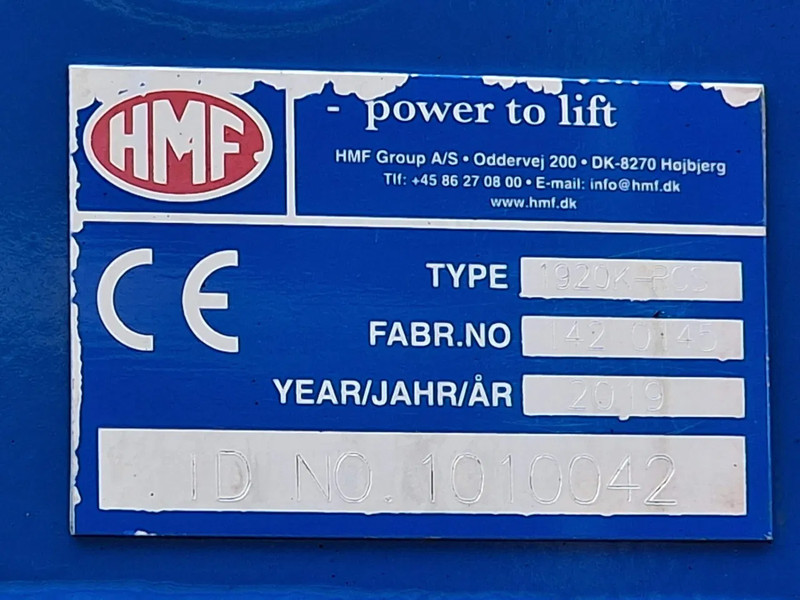 HMF
- power to lift
HMF Group A/S • Oddervej 200 • DK-8270 Højbjerg
Tlf: +45 86 27 08 00 • E-mail: info@hmf.dk
www.hmf.dk
CE
TYPE
FABR.NO
YEAR/JAHR/ÅR 2019
ID NO. 1010042